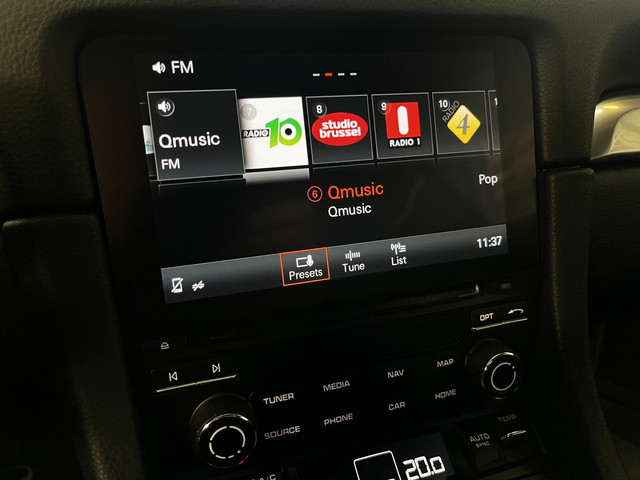 FM
Qmusic
FM
7
RADIO 10
8
studio
brussel
9
RADIO 1
10
RADIO
4
6 Qmusic
Qmusic
Pop
Presets
Tune
List
11:37
OPT
TUNER
MEDIA
NAV
MAP
SOURCE
PHONE
CAR
HOME
A/C
20.0
AUTO
SYNC
TEMP